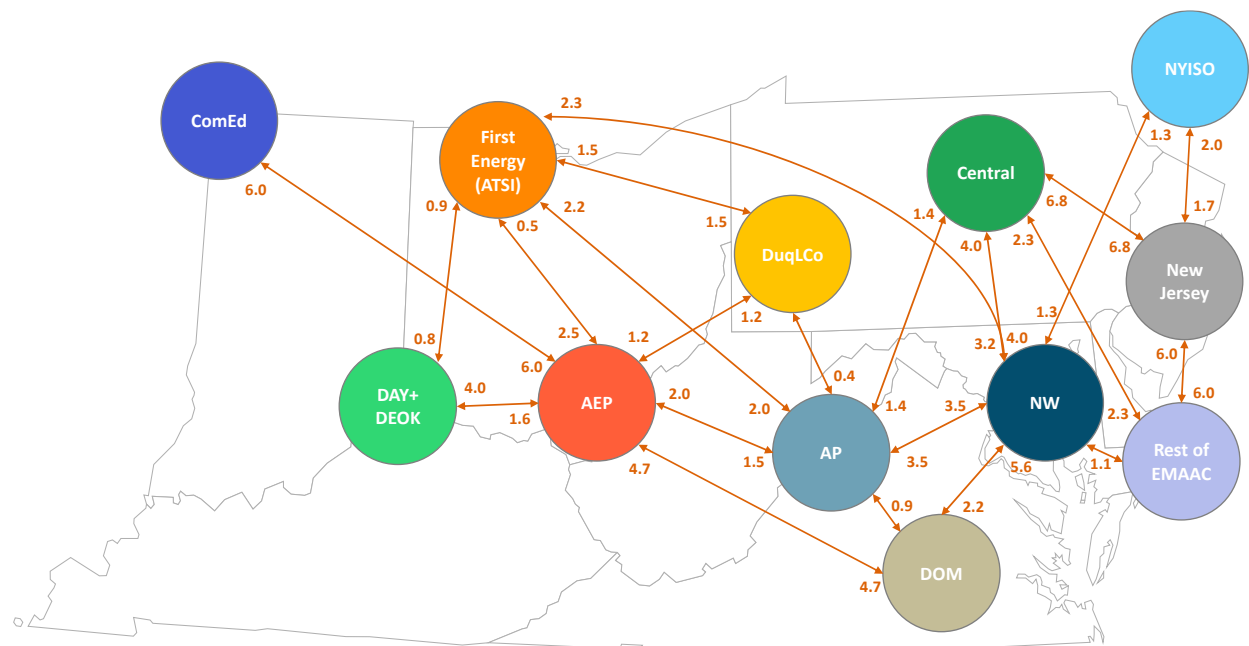 NYISO
2.3
ComEd
1.3
First
Energy
(ATSI)
2.0
1.5
Central
6.0
0.9
2.2
6.8
1.7
0.5
1.5
1.4
4.0
2.3
6.8
DuqLCo
New
Jersey
1.3
1.2
0.8
2.5
1.2
3.2
4.0
6.0
6.0
0.4
DAY+
DEOK
4.0
1.6
AEP
2.0
2.0
1.4
3.5
NW
6.0
2.3
AP
Rest of
EMAAC
4.7
1.5
3.5
5.6
1.1
0.9
2.2
DOM
4.7